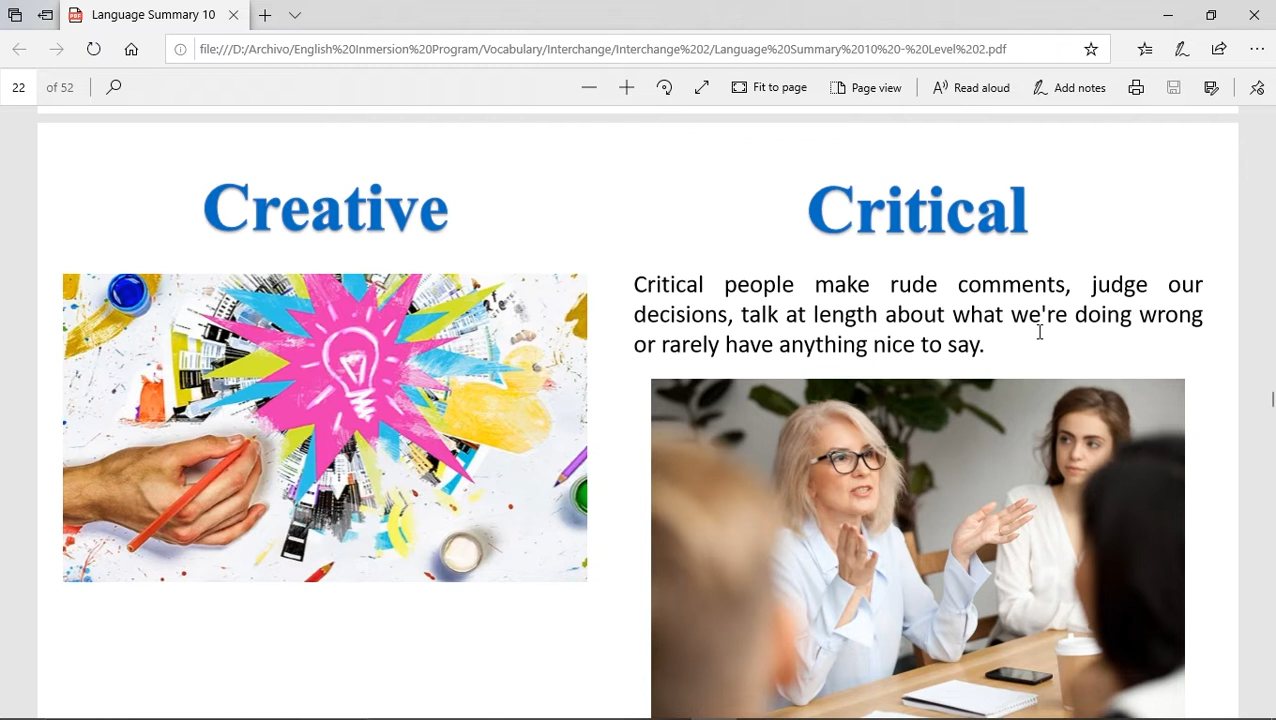 Language Summary 10
file:///D:/Archivo/English%20Inmersion%20Program/Vocabulary/Interchange/Interchange%202/Language%20Summary%2010%20-%20Level%202.pdf
22 of 52
Fit to page
Page view
Read aloud
Add notes
Creative
Critical
Critical people make rude comments, judge our
decisions, talk at length about what we're doing wrong
or rarely have anything nice to say.